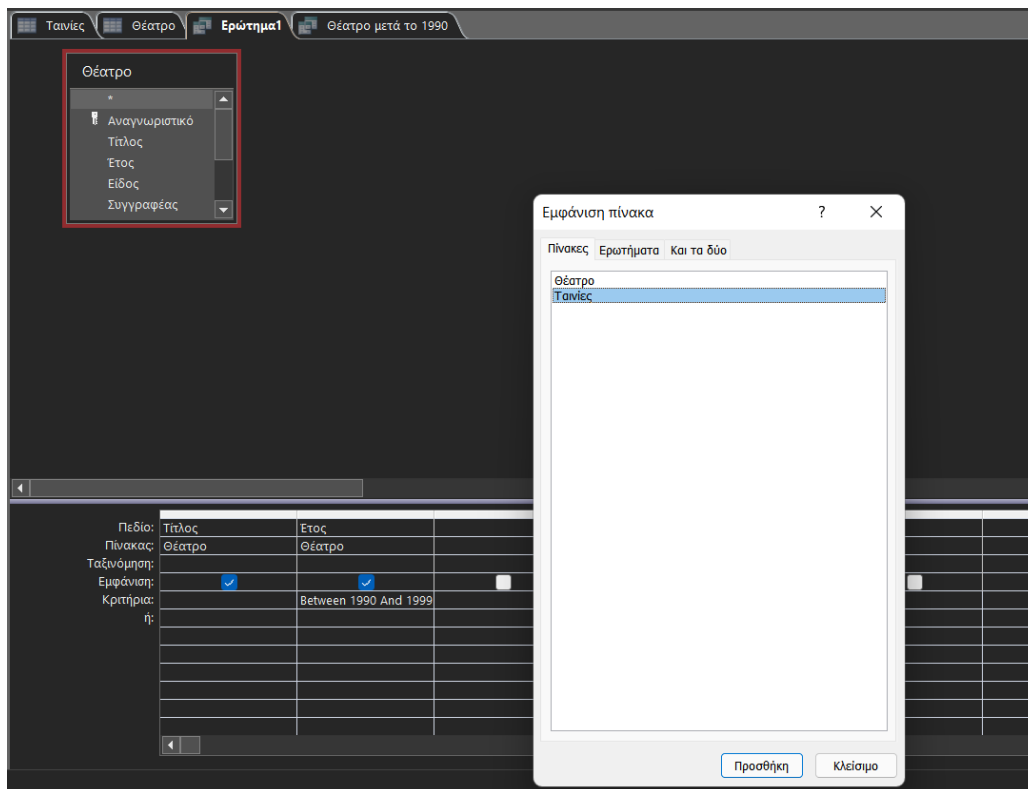 Ταινίες Θέατρο Ερώτημα1 Θέατρο μετά το 1990
Θέατρο
*
Αναγνωριστικό
Τίτλος
Έτος
Είδος
Συγγραφέας
Εμφάνιση πίνακα ? ×
Πίνακες Ερωτήματα Και τα δύο
Θέατρο
Ταινίες
Προσθήκη Κλείσιμο
Πεδίο: Τίτλος Έτος
Πίνακας: Θέατρο Θέατρο
Ταξινόμηση:
Εμφάνιση:
Κριτήρια: Between 1990 And 1999
ή: